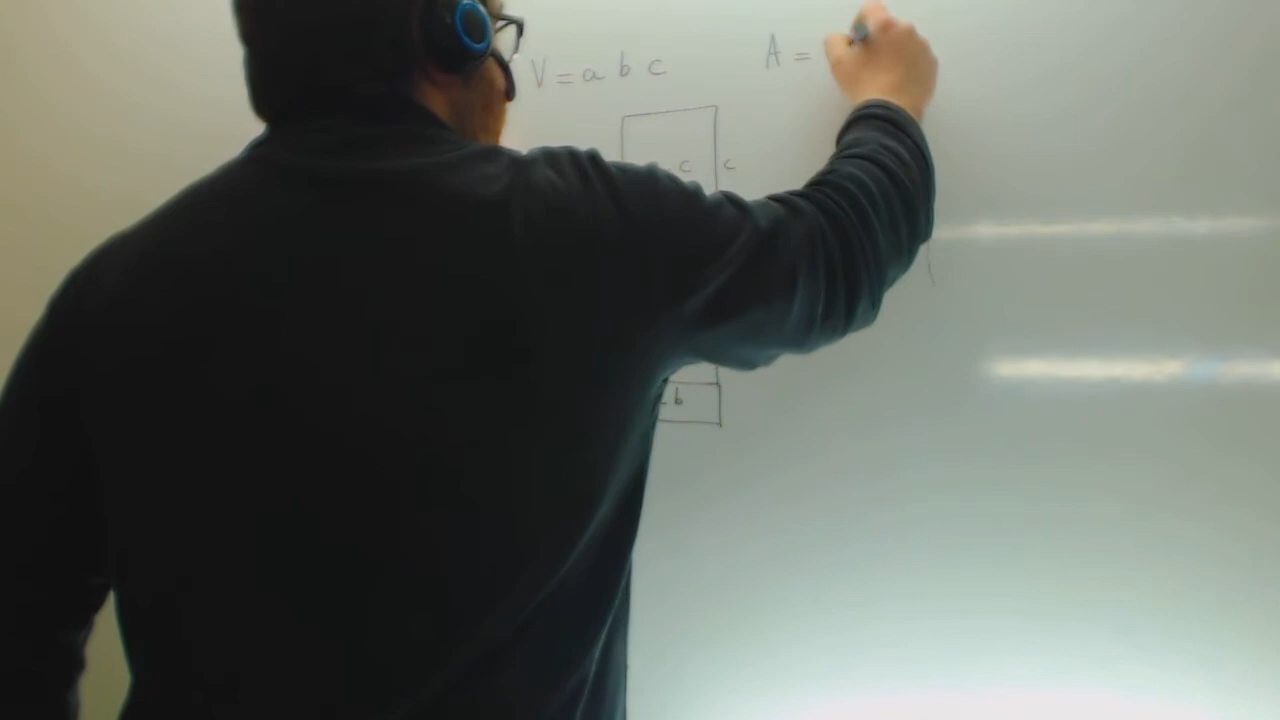 V = a b c
A =
c c
b